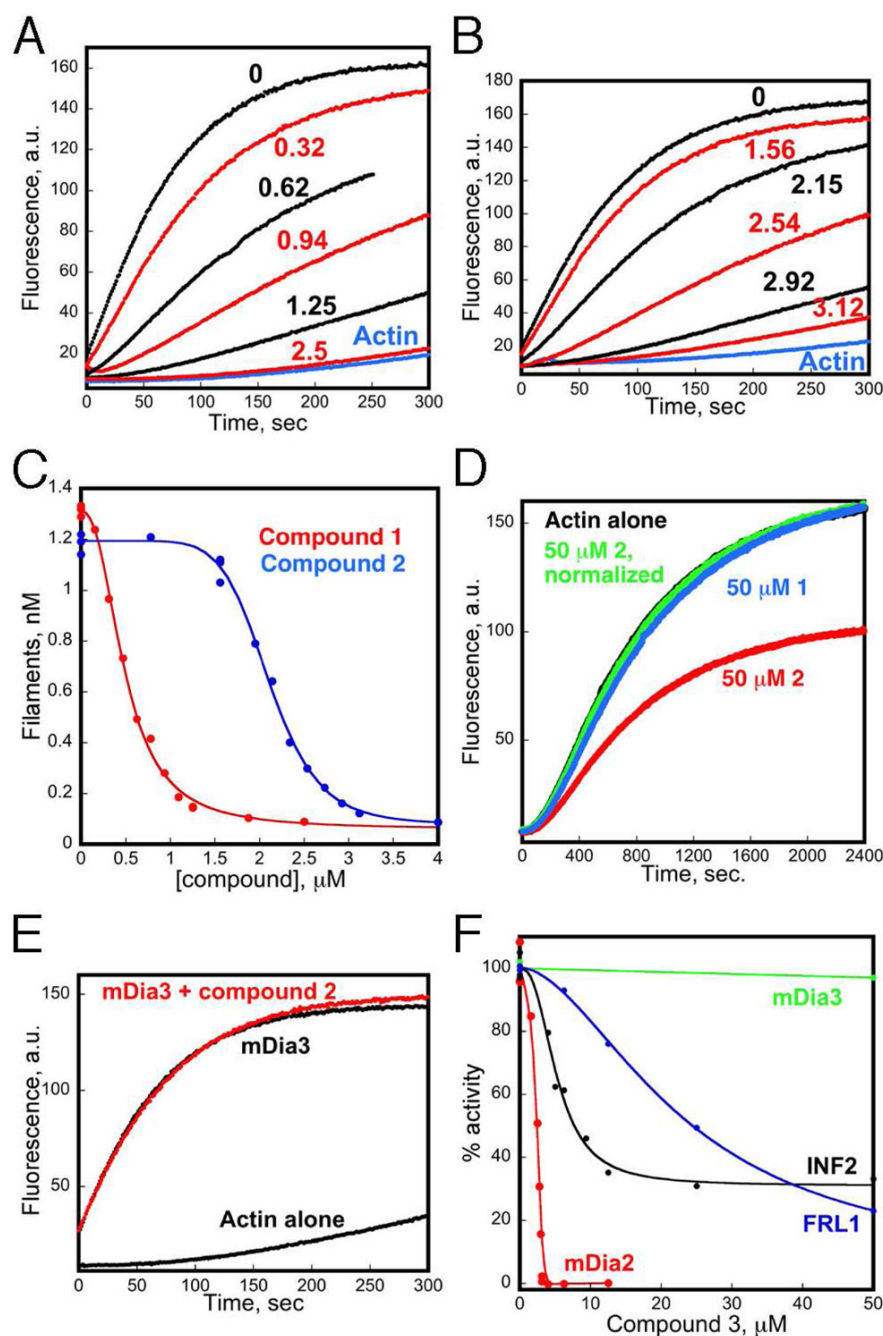 A
160
140
120
100
80
60
40
20
Fluorescence, a.u.
0
0.32
0.62
0.94
1.25
2.5
Actin
0 50 100 150 200 250 300
Time, sec
B
180
160
140
120
100
80
60
40
20
Fluorescence, a.u.
0
1.56
2.15
2.54
2.92
3.12
Actin
0 50 100 150 200 250 300
Time, sec
C
1.4
1.2
1
0.8
0.6
0.4
0.2
0
Filaments, nM
Compound 1
Compound 2
0 0.5 1 1.5 2 2.5 3 3.5 4
[compound], μM
D
150
100
50
Fluorescence, a.u.
Actin alone
50 μM 2,
normalized
50 μM 1
50 μM 2
0 400 800 1200 1600 2000 2400
Time, sec.
E
150
100
50
Fluorescence, a.u.
mDia3 + compound 2
mDia3
Actin alone
0 50 100 150 200 250 300
Time, sec
F
100
80
60
40
20
0
% activity
mDia3
INF2
FRL1
mDia2
0 10 20 30 40 50
Compound 3, μM